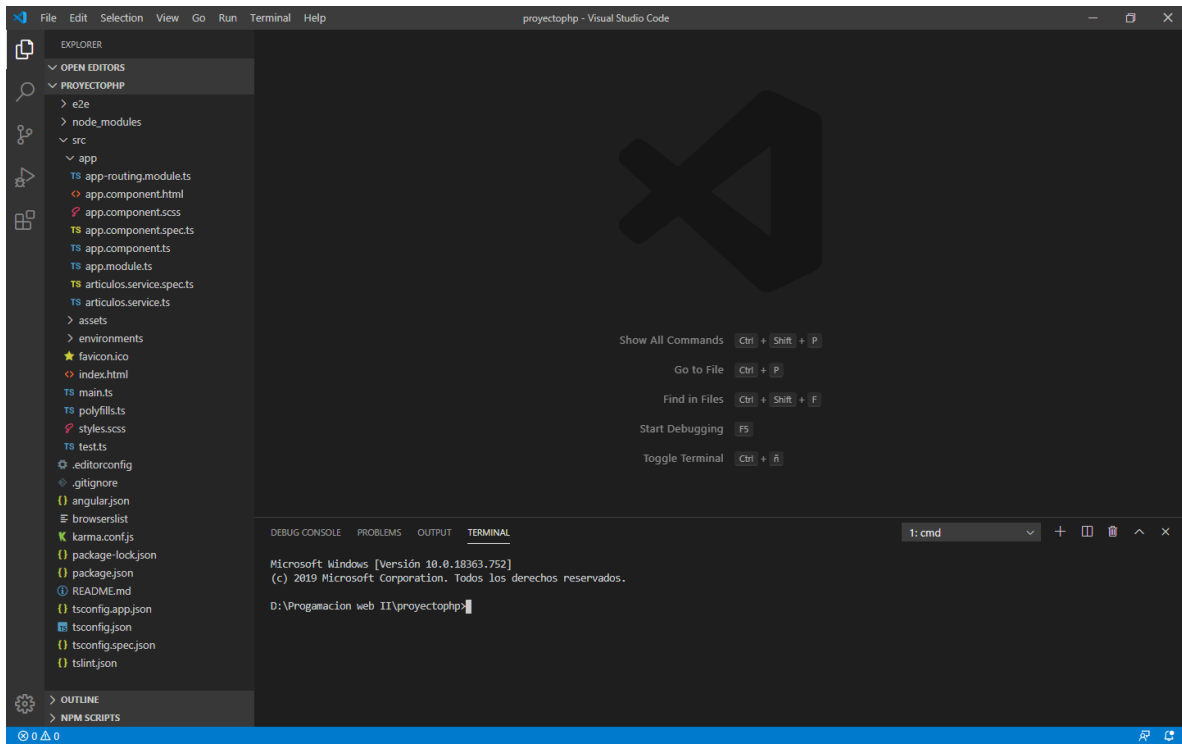 File Edit Selection View Go Run Terminal Help proyectophp - Visual Studio Code
EXPLORER
OPEN EDITORS
PROYECTOPHP
e2e
node_modules
src
app
TS app-routing.module.ts
<> app.component.html
app.component.scss
TS app.component.spec.ts
TS app.component.ts
TS app.module.ts
TS articulos.service.spec.ts
TS articulos.service.ts
assets
environments
favicon.ico
<> index.html
TS main.ts
TS polyfills.ts
styles.scss
TS test.ts
.editorconfig
.gitignore
{} angular.json
browserslist
K karma.conf.js
{} package-lock.json
{} package.json
README.md
{} tsconfig.app.json
TS tsconfig.json
{} tsconfig.spec.json
{} tslint.json
OUTLINE
NPM SCRIPTS
Show All Commands Ctrl + Shift + P
Go to File Ctrl + P
Find in Files Ctrl + Shift + F
Start Debugging F5
Toggle Terminal Ctrl + ñ
DEBUG CONSOLE PROBLEMS OUTPUT TERMINAL 1: cmd
Microsoft Windows [Versión 10.0.18363.752]
(c) 2019 Microsoft Corporation. Todos los derechos reservados.
D:\Progamacion web II\proyectophp>
0 0